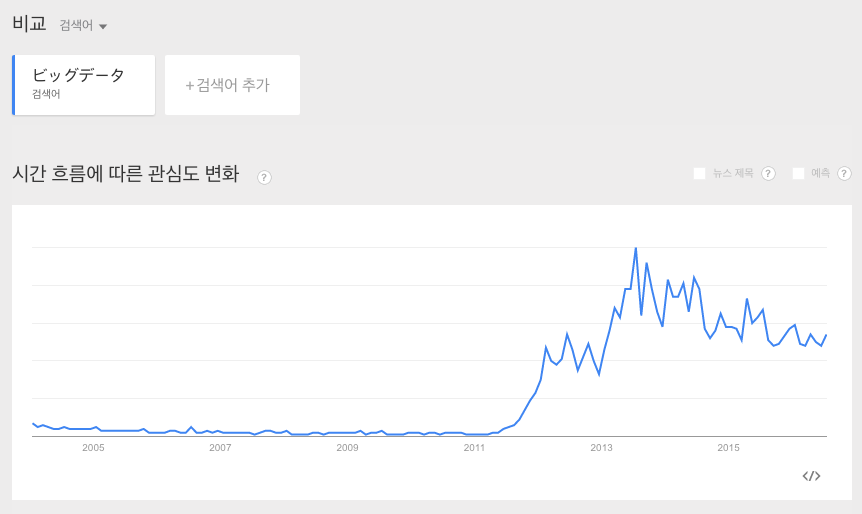 비교 검색어
ビッグデータ
검색어
+검색어 추가
시간 흐름에 따른 관심도 변화 ?
뉴스 제목 ? 예측 ?
2005 2007 2009 2011 2013 2015
</>